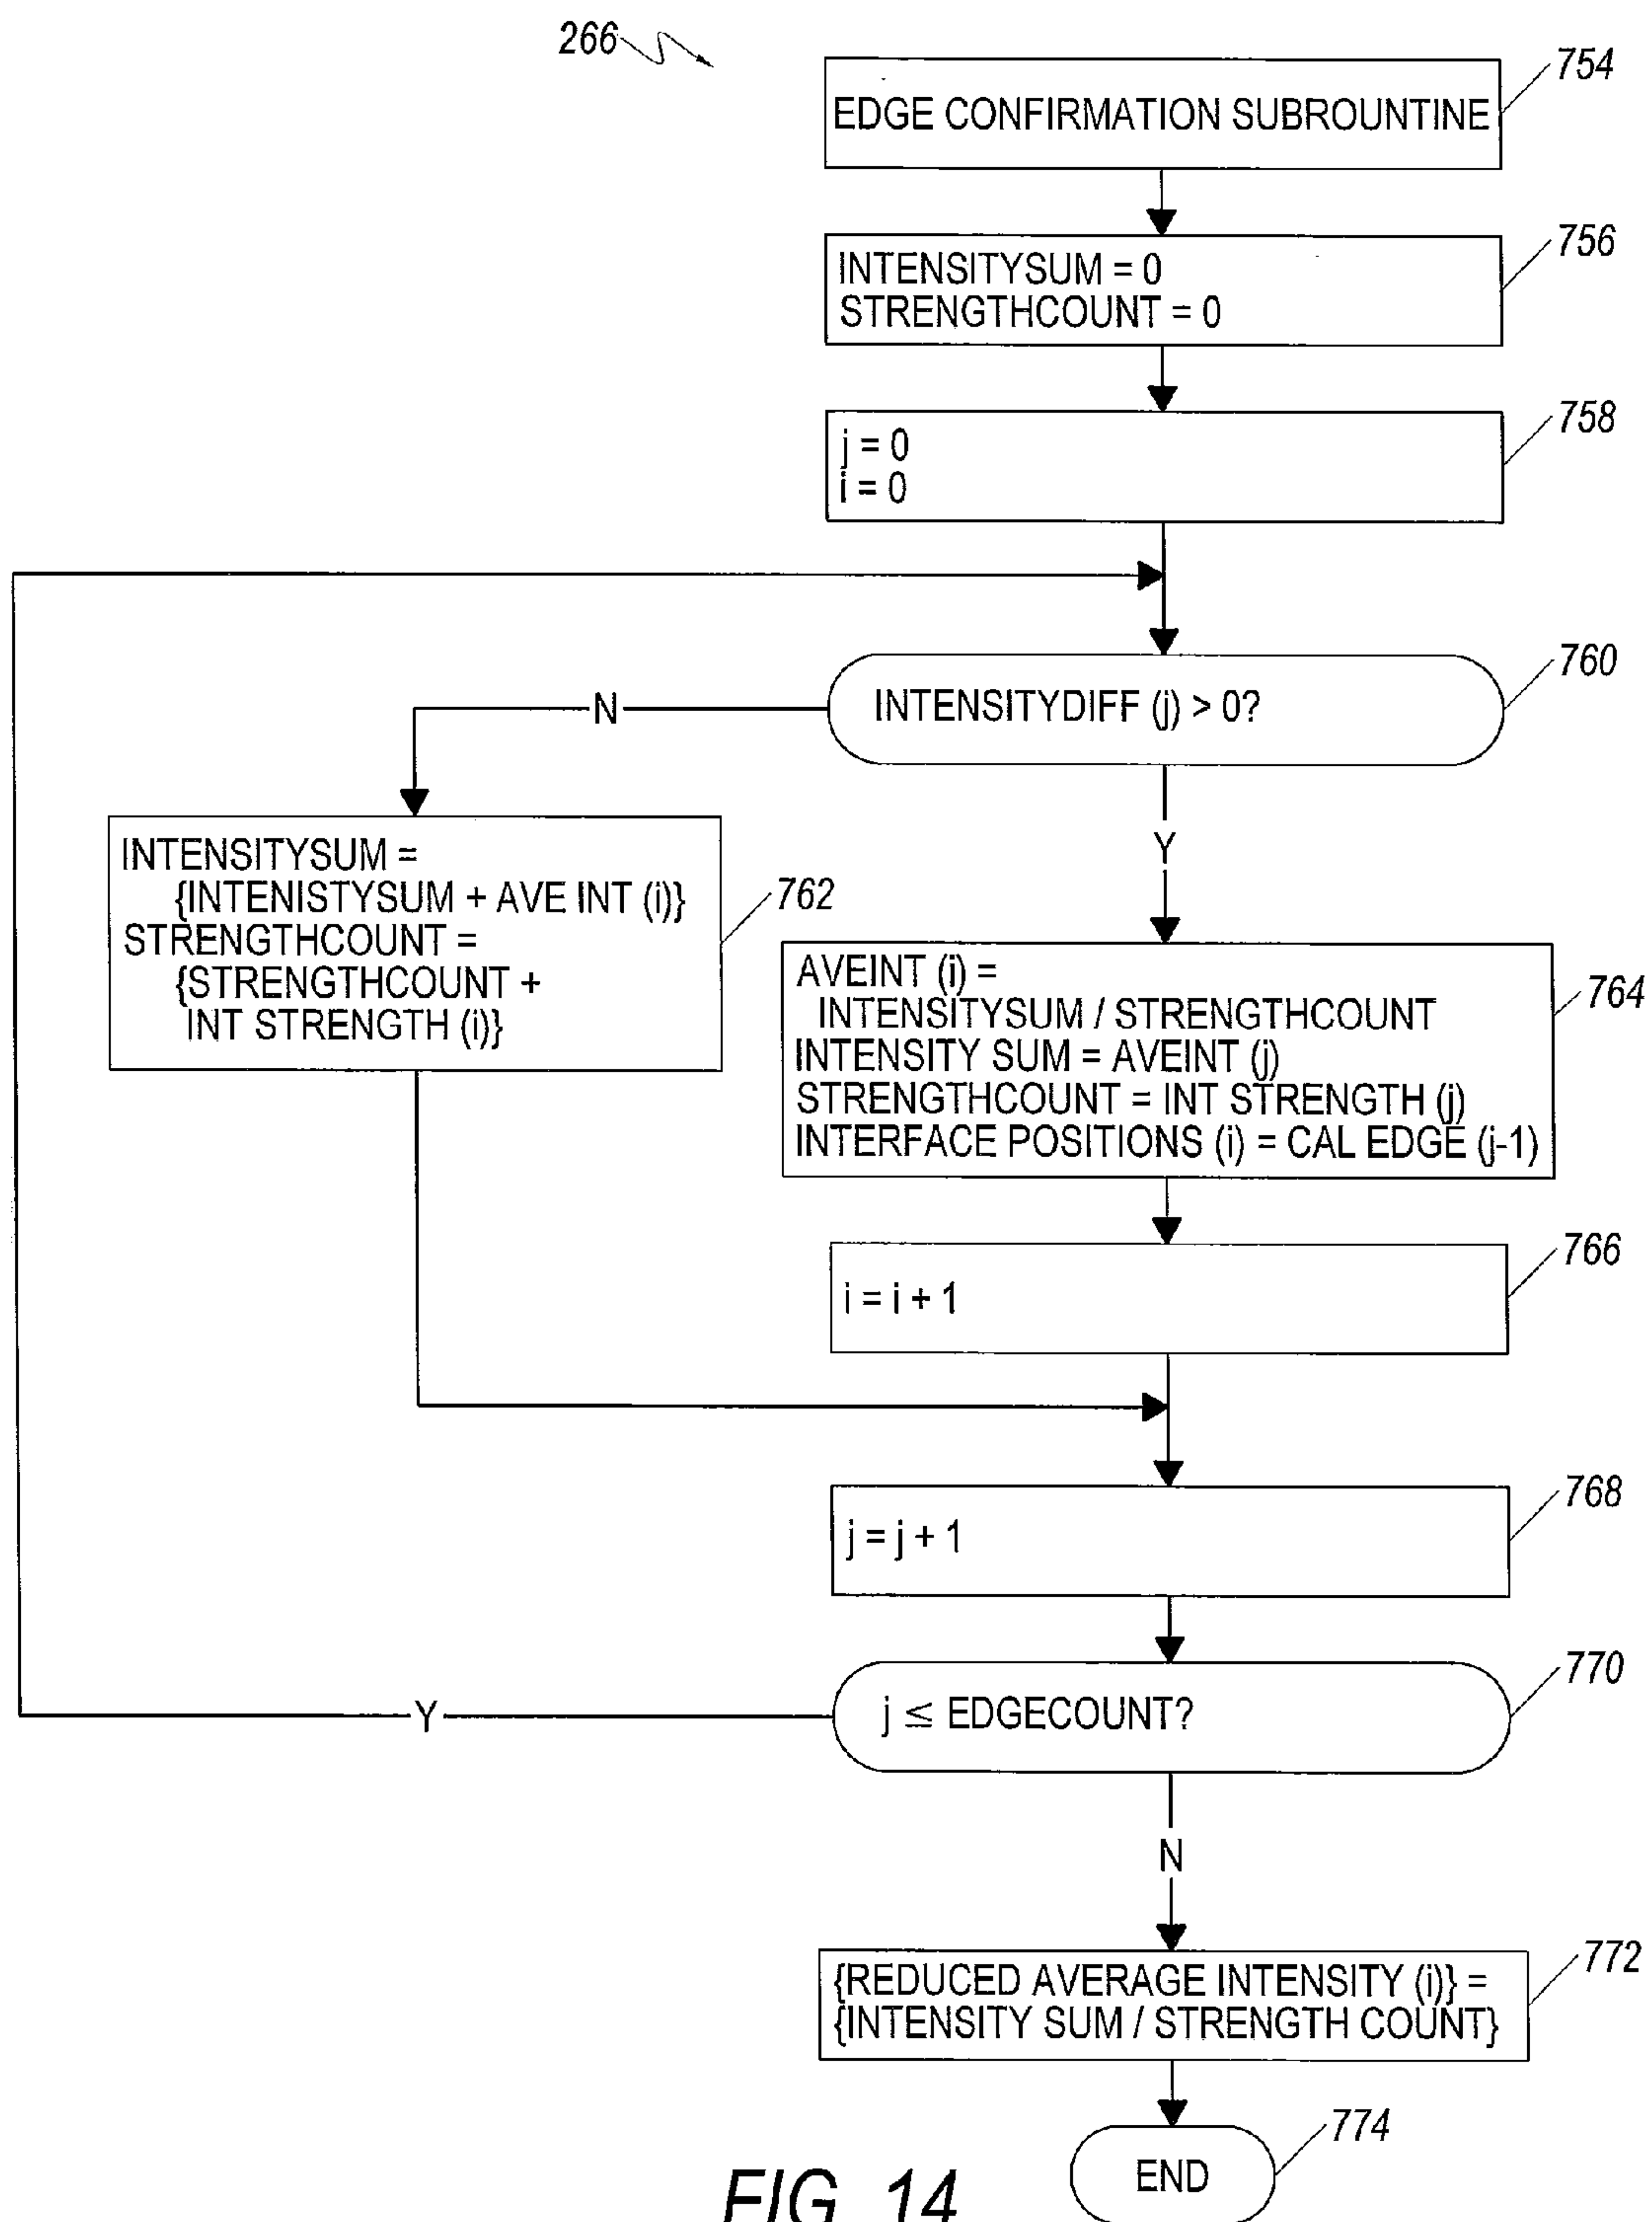 266
754
EDGE CONFIRMATION SUBROUNTINE
756
INTENSITYSUM = 0
STRENGTHCOUNT = 0
758
j = 0
i = 0
760
INTENSITYDIFF (j) > 0?
N
Y
INTENSITYSUM =
{INTENISTYSUM + AVE INT (i)}
STRENGTHCOUNT =
{STRENGTHCOUNT +
INT STRENGTH (i)}
762
AVEINT (i) =
INTENSITYSUM / STRENGTHCOUNT
INTENSITY SUM = AVEINT (j)
STRENGTHCOUNT = INT STRENGTH (j)
INTERFACE POSITIONS (i) = CAL EDGE (j-1)
764
766
i = i + 1
768
j = j + 1
770
j ≤ EDGECOUNT?
Y
N
772
{REDUCED AVERAGE INTENSITY (i)} =
{INTENSITY SUM / STRENGTH COUNT}
774
END
FIG. 14